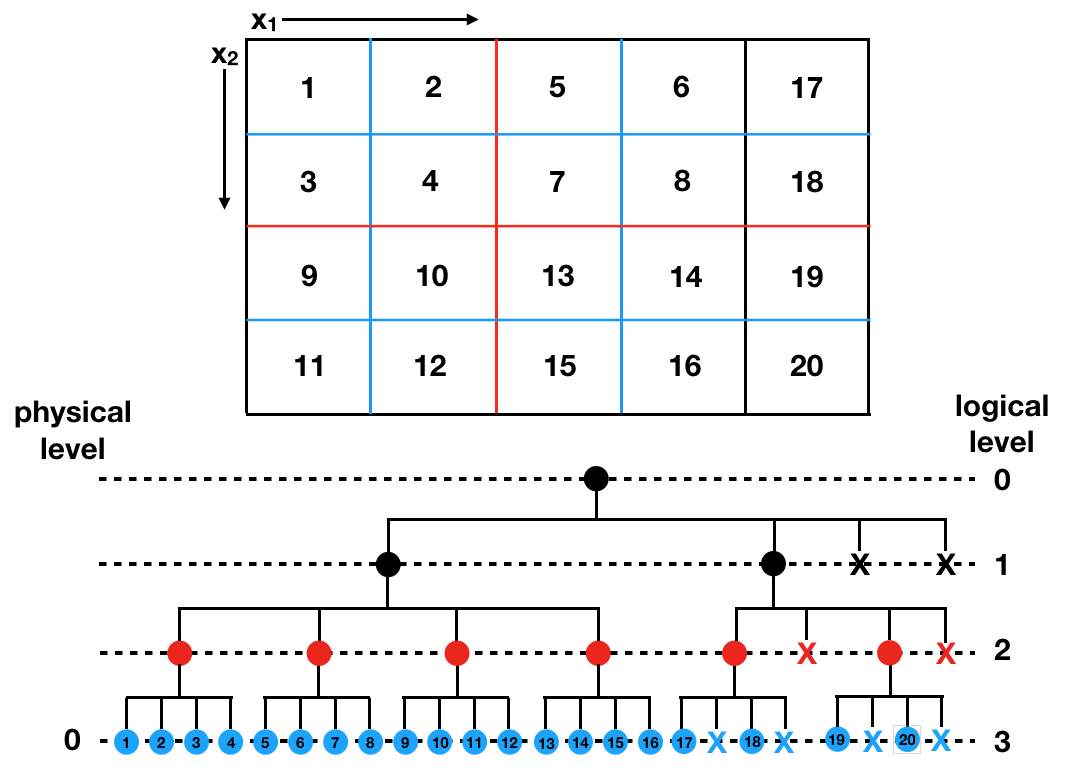 x₁
x₂
1 2 5 6 17
3 4 7 8 18
9 10 13 14 19
11 12 15 16 20
physical
level
logical
level
0
X X 1
X X 2
0 1 2 3 4 5 6 7 8 9 10 11 12 13 14 15 16 17 X 18 X 19 X 20 X 3